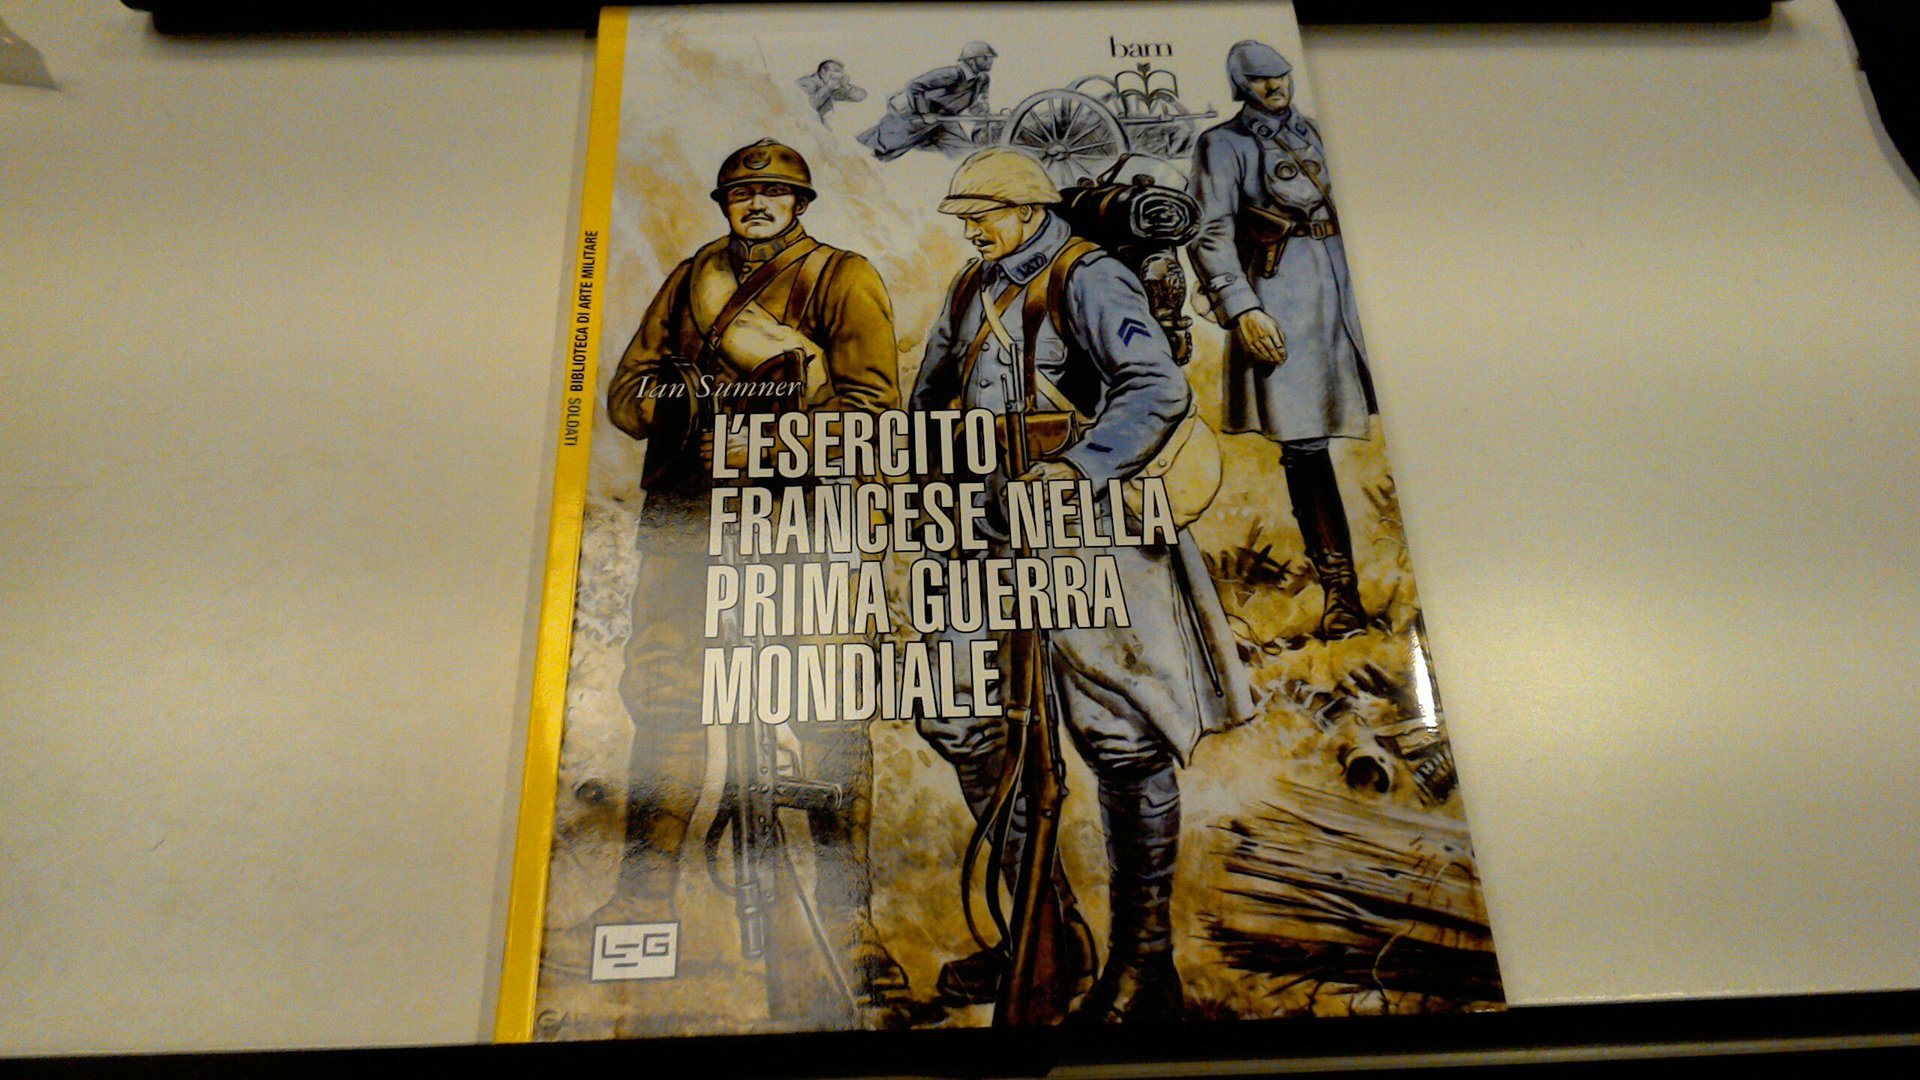 bam
Ian Sumner
L'ESERCITO
FRANCESE NELLA
PRIMA GUERRA
MONDIALE
LEG
I SOLDATI BIBLIOTECA DI ARTE MILITARE